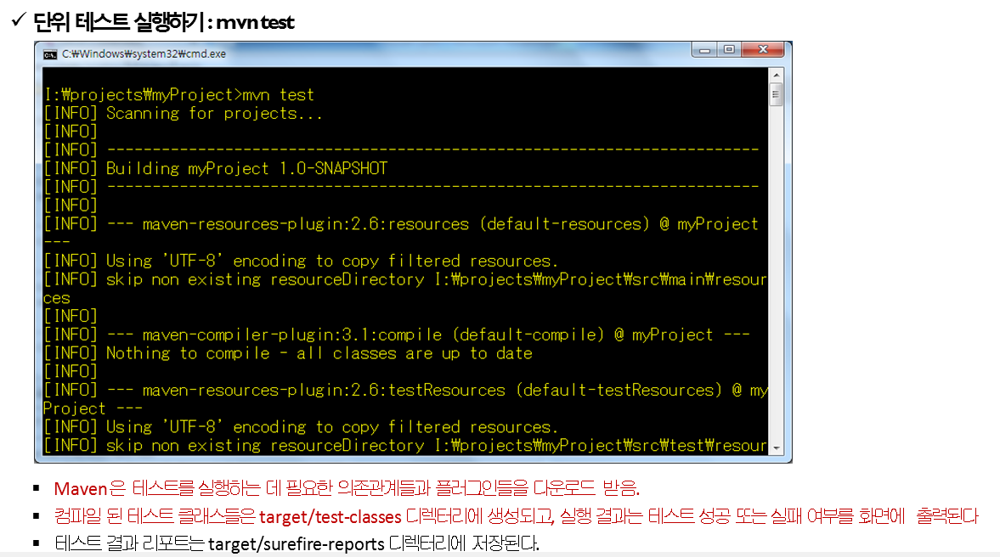 ✓ 단위 테스트 실행하기 : mvn test
C:\Windows\system32\cmd.exe
I:\projects\myProject>mvn test
[INFO] Scanning for projects...
[INFO]
[INFO] ------------------------------------------------------------------------
[INFO] Building myProject 1.0-SNAPSHOT
[INFO] ------------------------------------------------------------------------
[INFO]
[INFO] --- maven-resources-plugin:2.6:resources (default-resources) @ myProject
---
[INFO] Using 'UTF-8' encoding to copy filtered resources.
[INFO] skip non existing resourceDirectory I:\projects\myProject\src\main\resour
ces
[INFO]
[INFO] --- maven-compiler-plugin:3.1:compile (default-compile) @ myProject ---
[INFO] Nothing to compile - all classes are up to date
[INFO]
[INFO] --- maven-resources-plugin:2.6:testResources (default-testResources) @ my
Project ---
[INFO] Using 'UTF-8' encoding to copy filtered resources.
[INFO] skip non existing resourceDirectory I:\projects\myProject\src\test\resour
▪ Maven은 테스트를 실행하는 데 필요한 의존관계들과 플러그인들을 다운로드 받음.
▪ 컴파일 된 테스트 클래스들은 target/test-classes 디렉터리에 생성되고, 실행 결과는 테스트 성공 또는 실패 여부를 화면에 출력된다
▪ 테스트 결과 리포트는 target/surefire-reports 디렉터리에 저장된다.